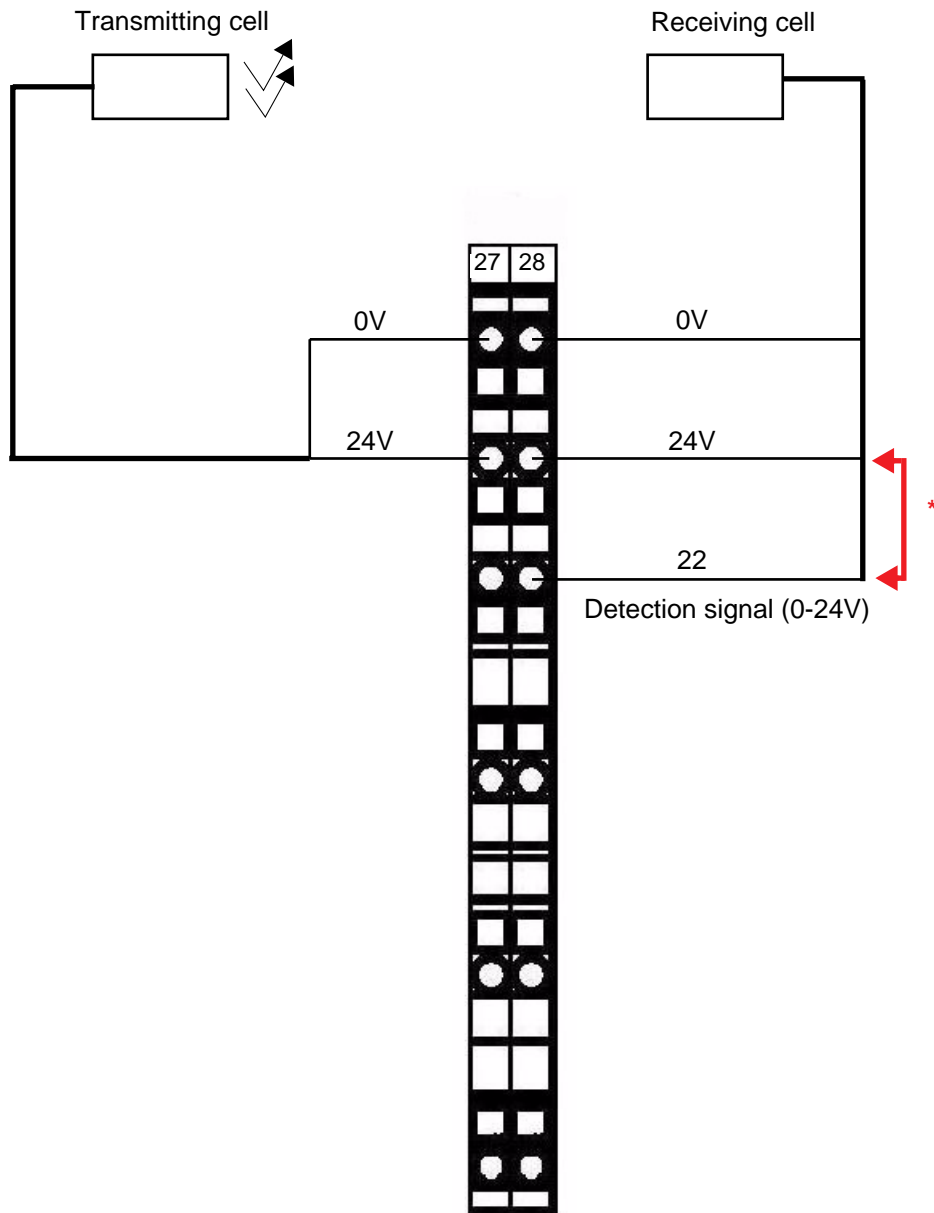 Transmitting cell
Receiving cell
27 28
0V
0V
24V
24V
*
22
Detection signal (0-24V)